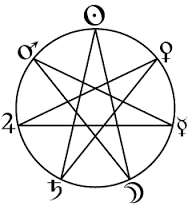 ☉
♂ ♀
♃ ☿
♄ ☽